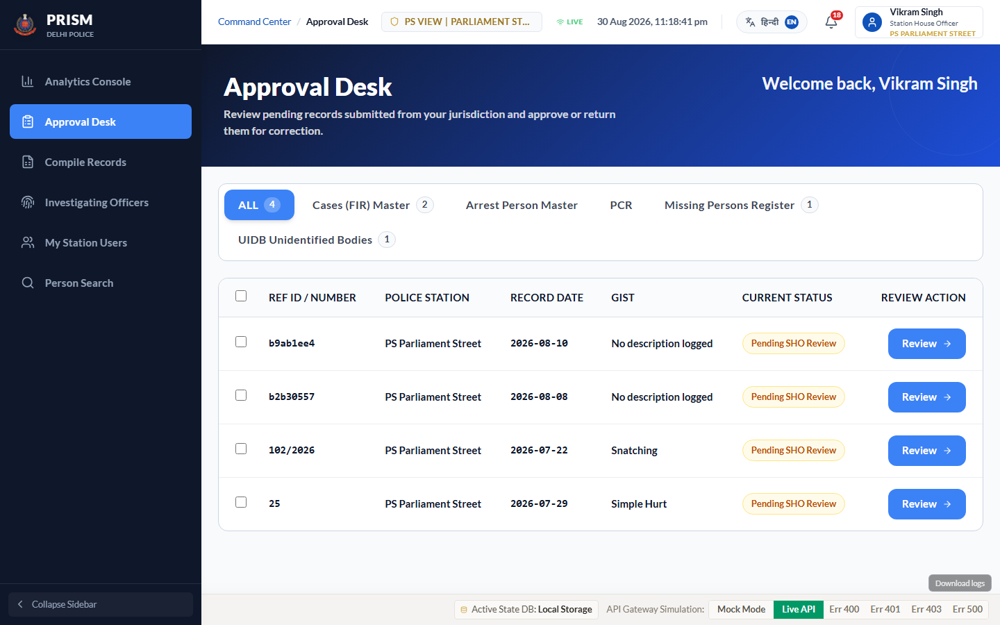 PRISM
DELHI POLICE
Analytics Console
Approval Desk
Compile Records
Investigating Officers
My Station Users
Person Search
Collapse Sidebar
Command Center / Approval Desk
PS VIEW | PARLIAMENT ST...
LIVE
30 Aug 2026, 11:18:41 pm
हिन्दी EN
18
Vikram Singh
Station House Officer
PS PARLIAMENT STREET
Approval Desk
Review pending records submitted from your jurisdiction and approve or return
them for correction.
Welcome back, Vikram Singh
ALL 4 Cases (FIR) Master 2 Arrest Person Master PCR Missing Persons Register 1
UIDB Unidentified Bodies 1
REF ID / NUMBER POLICE STATION RECORD DATE GIST CURRENT STATUS REVIEW ACTION
b9ab1ee4 PS Parliament Street 2026-08-10 No description logged Pending SHO Review Review →
b2b30557 PS Parliament Street 2026-08-08 No description logged Pending SHO Review Review →
102/2026 PS Parliament Street 2026-07-22 Snatching Pending SHO Review Review →
25 PS Parliament Street 2026-07-29 Simple Hurt Pending SHO Review Review →
Download logs
Active State DB: Local Storage API Gateway Simulation: Mock Mode Live API Err 400 Err 401 Err 403 Err 500